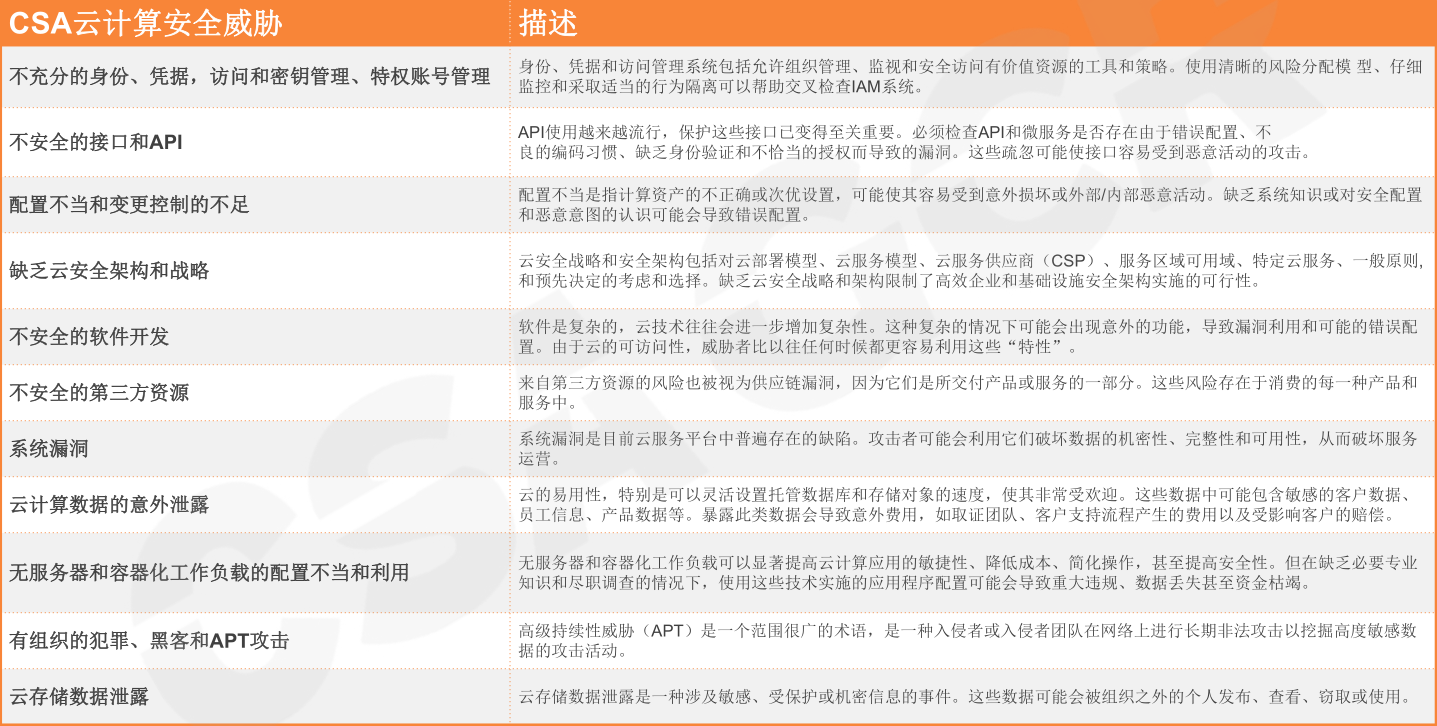 CSA云计算安全威胁
描述
不充分的身份、凭据，访问和密钥管理、特权账号管理
身份、凭据和访问管理系统包括允许组织管理、监视和安全访问有价值资源的工具和策略。使用清晰的风险分配模 型、仔细
监控和采取适当的行为隔离可以帮助交叉检查IAM系统。
不安全的接口和API
API使用越来越流行，保护这些接口已变得至关重要。必须检查API和微服务是否存在由于错误配置、不
良的编码习惯、缺乏身份验证和不恰当的授权而导致的漏洞。这些疏忽可能使接口容易受到恶意活动的攻击。
配置不当和变更控制的不足
配置不当是指计算资产的不正确或次优设置，可能使其容易受到意外损坏或外部/内部恶意活动。缺乏系统知识或对安全配置
和恶意意图的认识可能会导致错误配置。
缺乏云安全架构和战略
云安全战略和安全架构包括对云部署模型、云服务模型、云服务供应商（CSP）、服务区域可用域、特定云服务、一般原则,
和预先决定的考虑和选择。缺乏云安全战略和架构限制了高效企业和基础设施安全架构实施的可行性。
不安全的软件开发
软件是复杂的，云技术往往会进一步增加复杂性。这种复杂的情况下可能会出现意外的功能，导致漏洞利用和可能的错误配
置。由于云的可访问性，威胁者比以往任何时候都更容易利用这些“特性”。
不安全的第三方资源
来自第三方资源的风险也被视为供应链漏洞，因为它们是所交付产品或服务的一部分。这些风险存在于消费的每一种产品和
服务中。
系统漏洞
系统漏洞是目前云服务平台中普遍存在的缺陷。攻击者可能会利用它们破坏数据的机密性、完整性和可用性，从而破坏服务
运营。
云计算数据的意外泄露
云的易用性，特别是可以灵活设置托管数据库和存储对象的速度，使其非常受欢迎。这些数据中可能包含敏感的客户数据、
员工信息、产品数据等。暴露此类数据会导致意外费用，如取证团队、客户支持流程产生的费用以及受影响客户的赔偿。
无服务器和容器化工作负载的配置不当和利用
无服务器和容器化工作负载可以显著提高云计算应用的敏捷性、降低成本、简化操作，甚至提高安全性。但在缺乏必要专业
知识和尽职调查的情况下，使用这些技术实施的应用程序配置可能会导致重大违规、数据丢失甚至资金枯竭。
有组织的犯罪、黑客和APT攻击
高级持续性威胁（APT）是一个范围很广的术语，是一种入侵者或入侵者团队在网络上进行长期非法攻击以挖掘高度敏感数
据的攻击活动。
云存储数据泄露
云存储数据泄露是一种涉及敏感、受保护或机密信息的事件。这些数据可能会被组织之外的个人发布、查看、窃取或使用。
CSA GCR